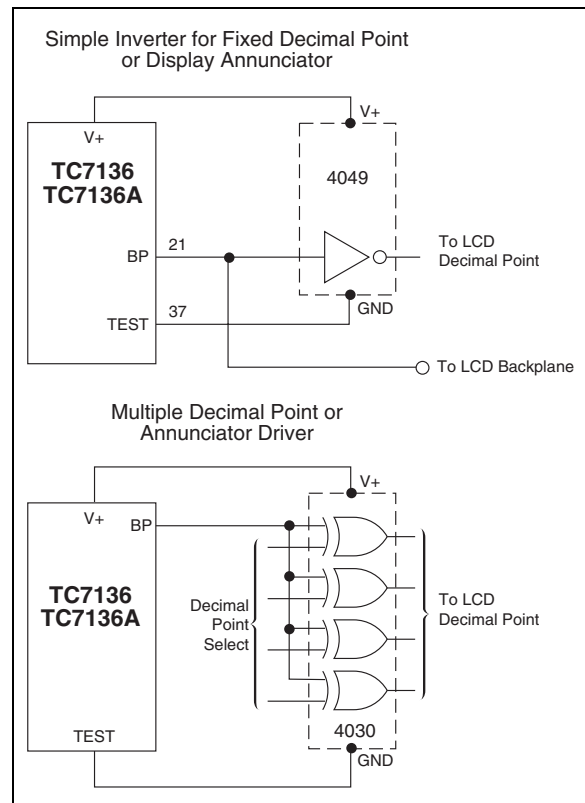 Simple Inverter for Fixed Decimal Point
or Display Annunciator
V+
V+
TC7136
TC7136A
4049
BP
21
To LCD
Decimal Point
TEST
37
GND
To LCD Backplane
Multiple Decimal Point or
Annunciator Driver
V+
V+
BP
TC7136
TC7136A
Decimal
Point
Select
To LCD
Decimal Point
TEST
4030
GND